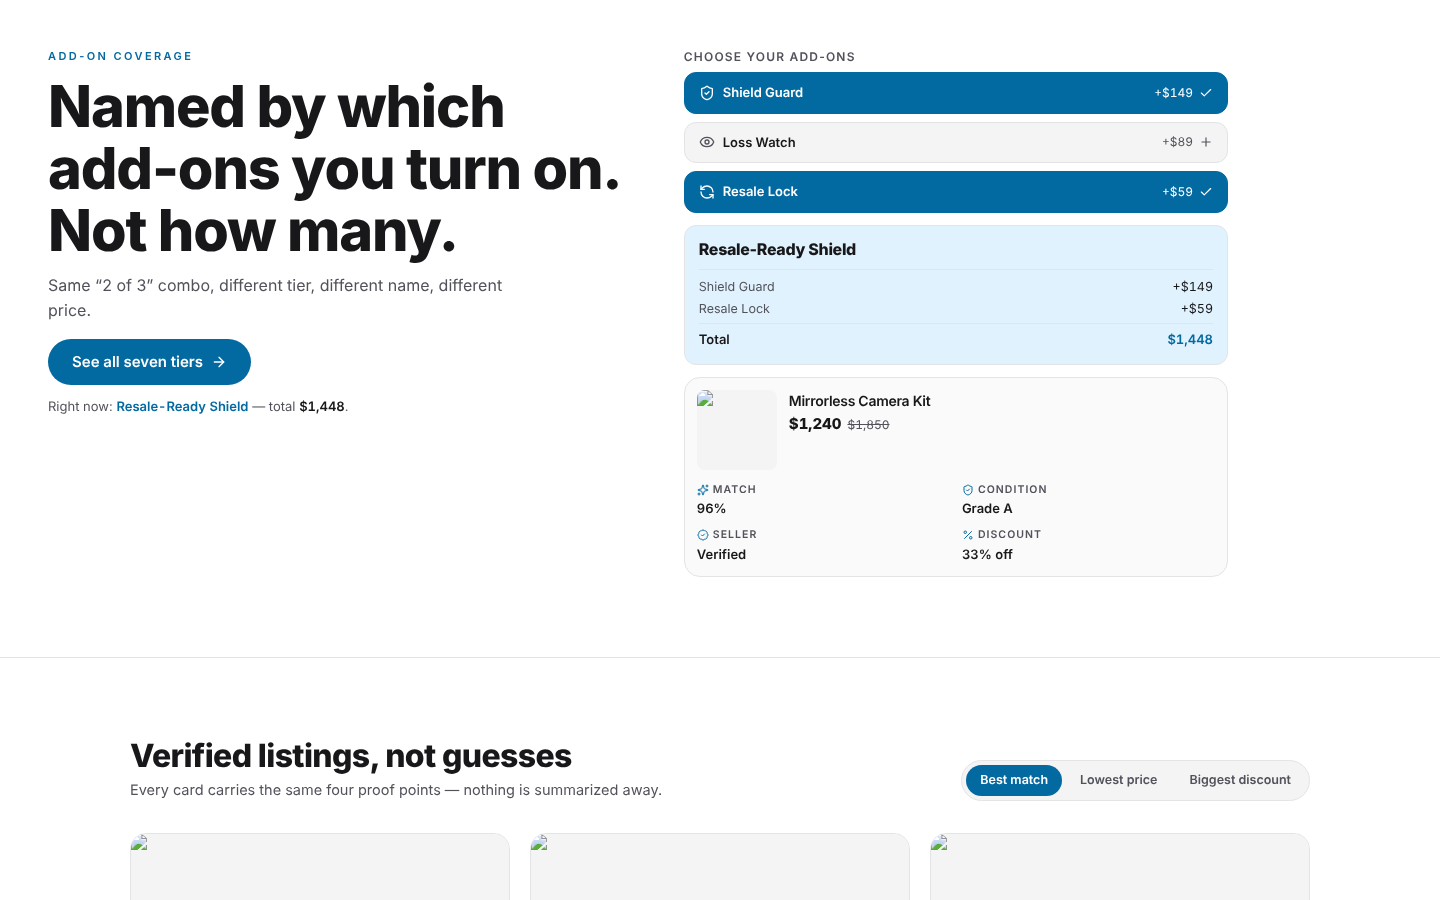 ADD-ON COVERAGE
Named by which
add-ons you turn on.
Not how many.
Same “2 of 3” combo, different tier, different name, different
price.
See all seven tiers
Right now: Resale-Ready Shield — total $1,448.
CHOOSE YOUR ADD-ONS
Shield Guard +$149
Loss Watch +$89
Resale Lock +$59
Resale-Ready Shield
Shield Guard +$149
Resale Lock +$59
Total $1,448
Mirrorless Camera Kit
$1,240 $1,850
MATCH
96%
CONDITION
Grade A
SELLER
Verified
DISCOUNT
33% off
Verified listings, not guesses
Every card carries the same four proof points — nothing is summarized away.
Best match Lowest price Biggest discount